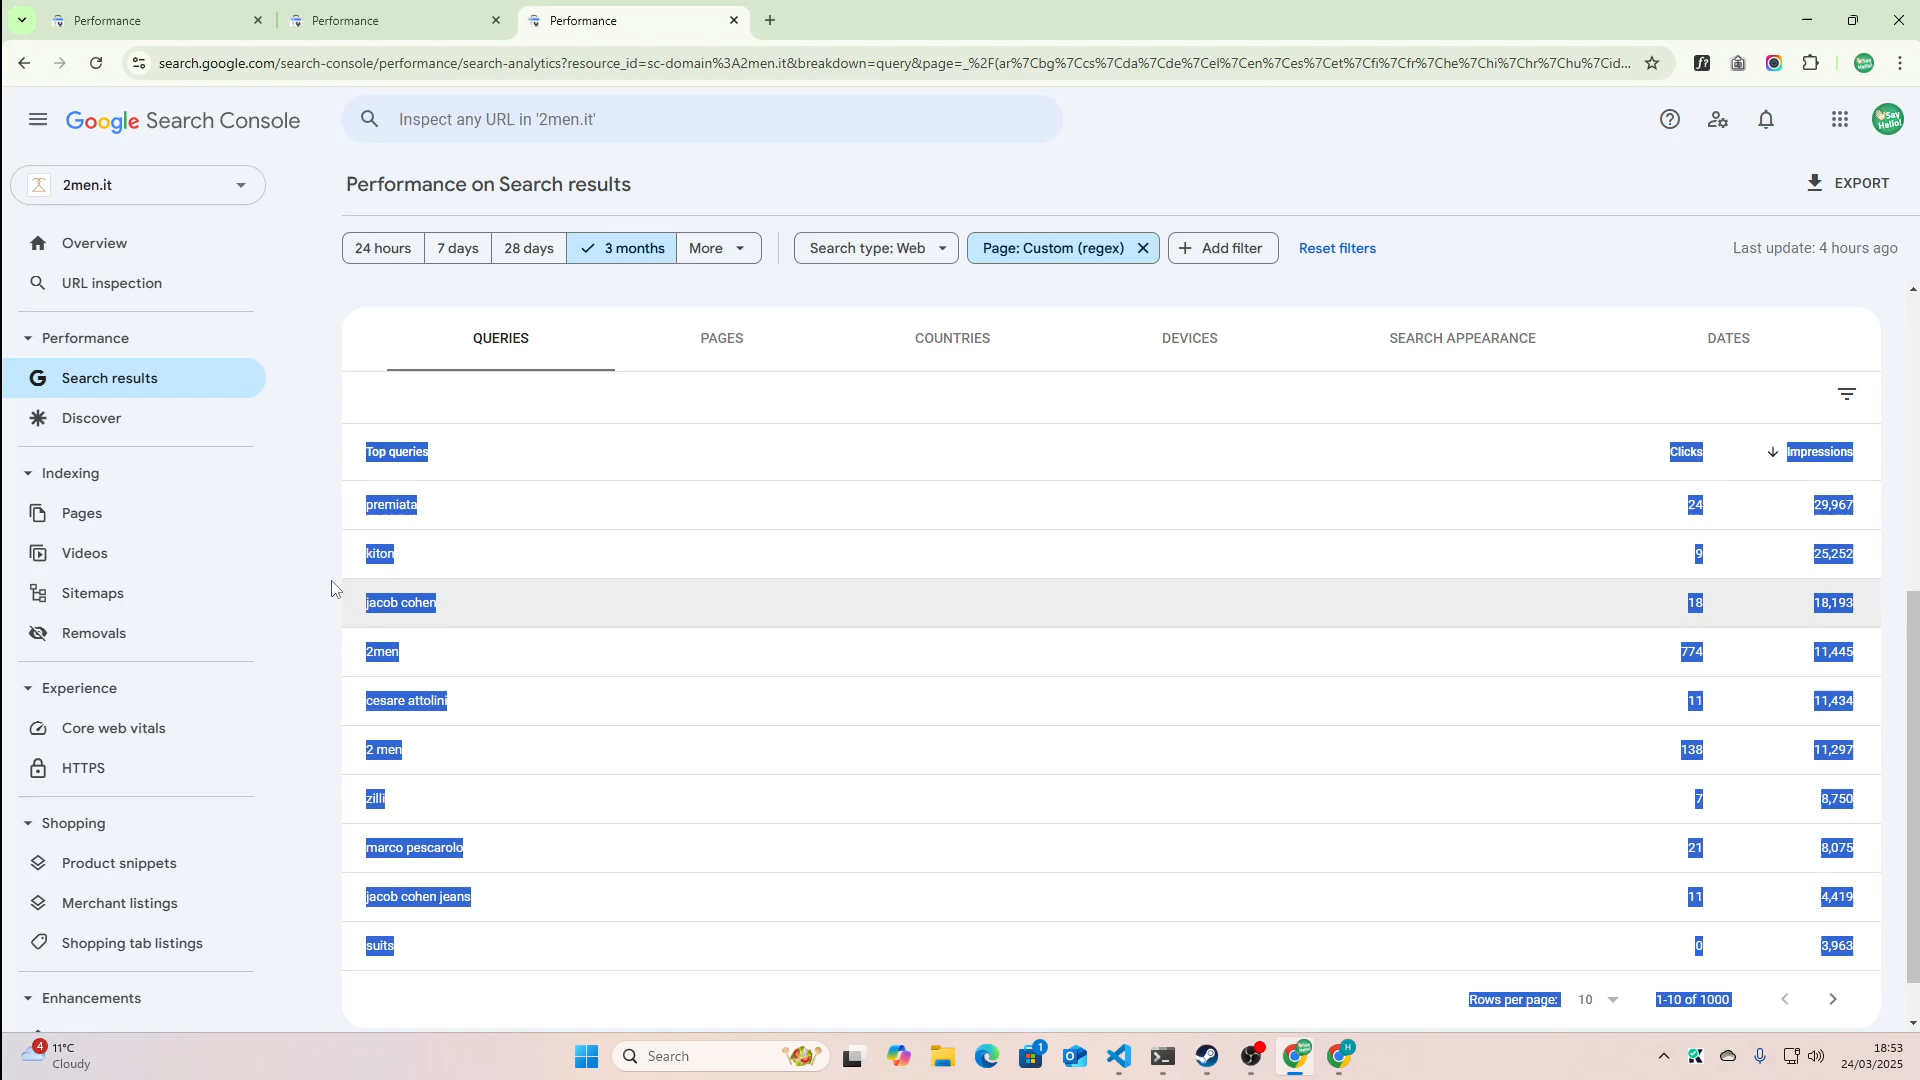 Performance
Performance
Performance
search.google.com/search-console/performance/search-analytics?resource_id=sc-domain%3A2men.it&breakdown=query&page=_%2F(ar%7Cbg%7Ccs%7Cda%7Cde%7Cel%7Cen%7Ces%7Cet%7Cfi%7Cfr%7Che%7Chi%7Chr%7Chu%7Cid...
Google Search Console
Inspect any URL in '2men.it'
Say Hello!
2men.it
Performance on Search results
EXPORT
24 hours
7 days
28 days
3 months
More
Search type: Web
Page: Custom (regex)
Add filter
Reset filters
Last update: 4 hours ago
Overview
URL inspection
Performance
Search results
Discover
Indexing
Pages
Videos
Sitemaps
Removals
Experience
Core web vitals
HTTPS
Shopping
Product snippets
Merchant listings
Shopping tab listings
Enhancements
QUERIES
PAGES
COUNTRIES
DEVICES
SEARCH APPEARANCE
DATES
Top queries Clicks Impressions
premiata 24 29,967
kiton 9 25,252
jacob cohen 18 18,193
2men 774 11,445
cesare attolini 11 11,434
2 men 138 11,297
zilli 7 8,750
marco pescarolo 21 8,075
jacob cohen jeans 11 4,419
suits 0 3,963
Rows per page: 10 1-10 of 1000
4
11°C
Cloudy
Search
1
H
18:53
24/03/2025